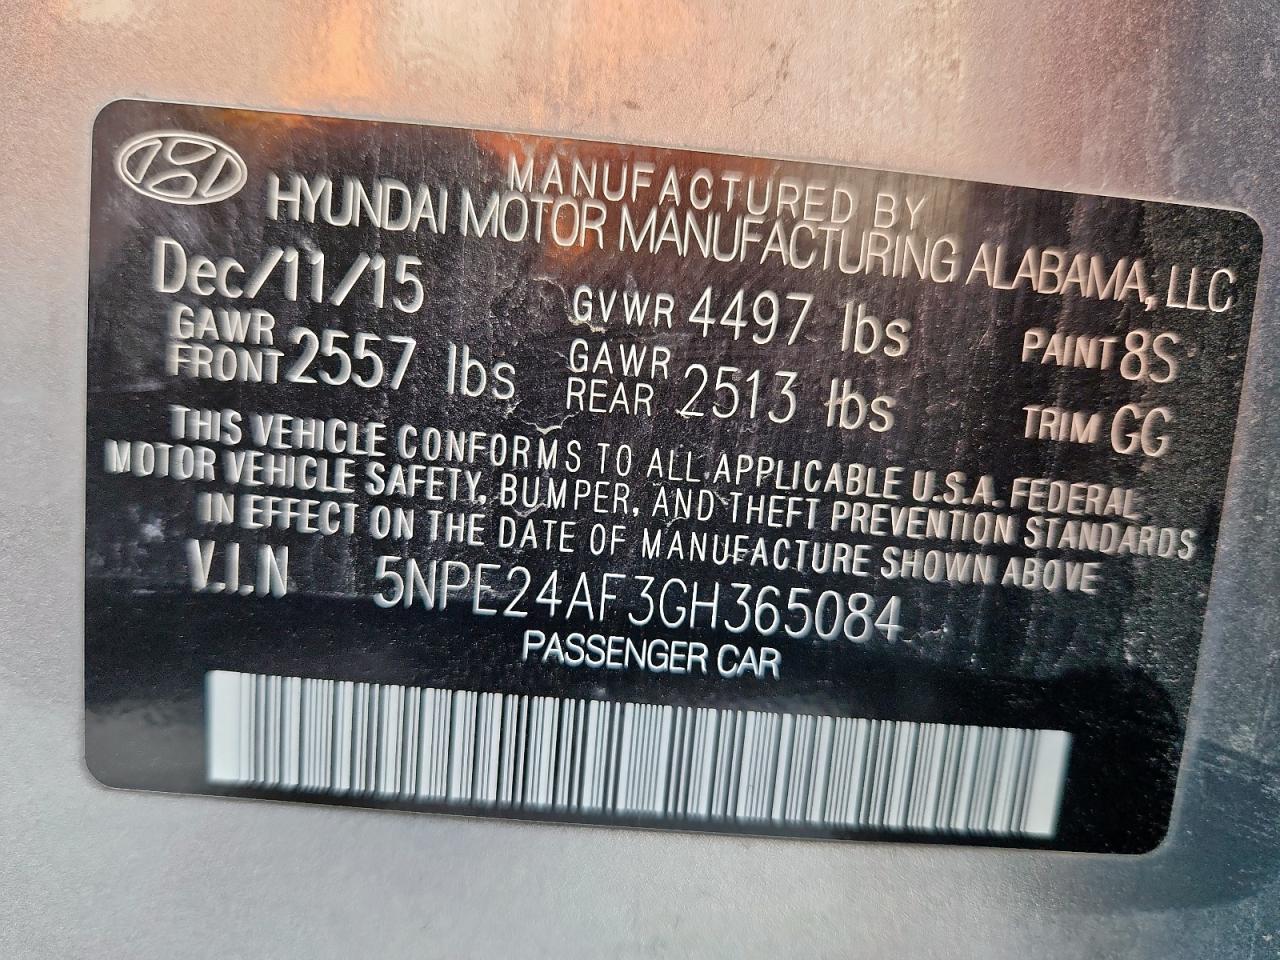 MANUFACTURED BY
HYUNDAI MOTOR MANUFACTURING ALABAMA, LLC
Dec/11/15 GVWR 4497 lbs PAINT 8S
GAWR FRONT 2557 lbs GAWR REAR 2513 lbs TRIM GG
THIS VEHICLE CONFORMS TO ALL APPLICABLE U.S.A. FEDERAL
MOTOR VEHICLE SAFETY, BUMPER, AND THEFT PREVENTION STANDARDS
IN EFFECT ON THE DATE OF MANUFACTURE SHOWN ABOVE
V.I.N 5NPE24AF3GH365084
PASSENGER CAR